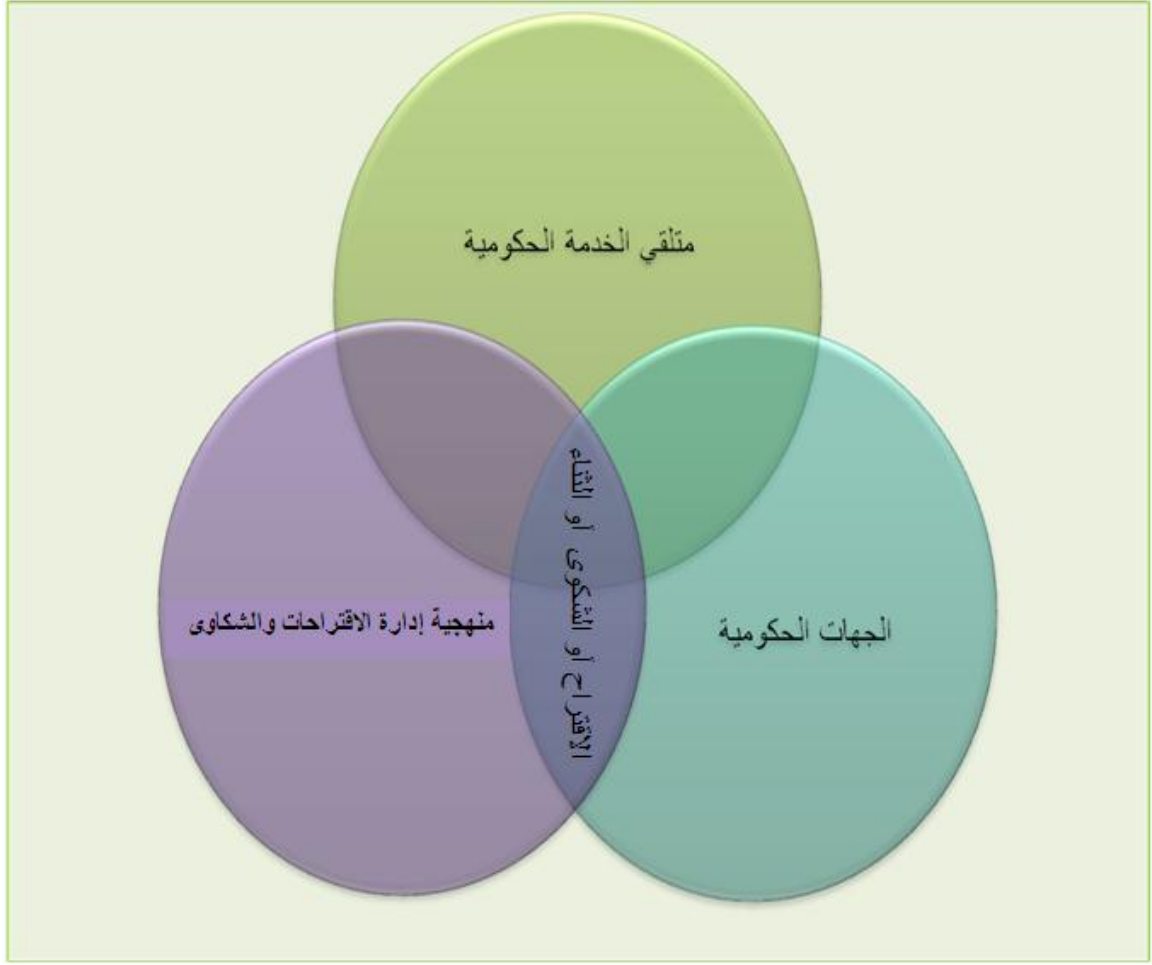 متلقي الخدمة الحكومية
الاقتراح أو الشكوى أو الثناء
الجهات الحكومية
منهجية إدارة الاقتراحات والشكاوى